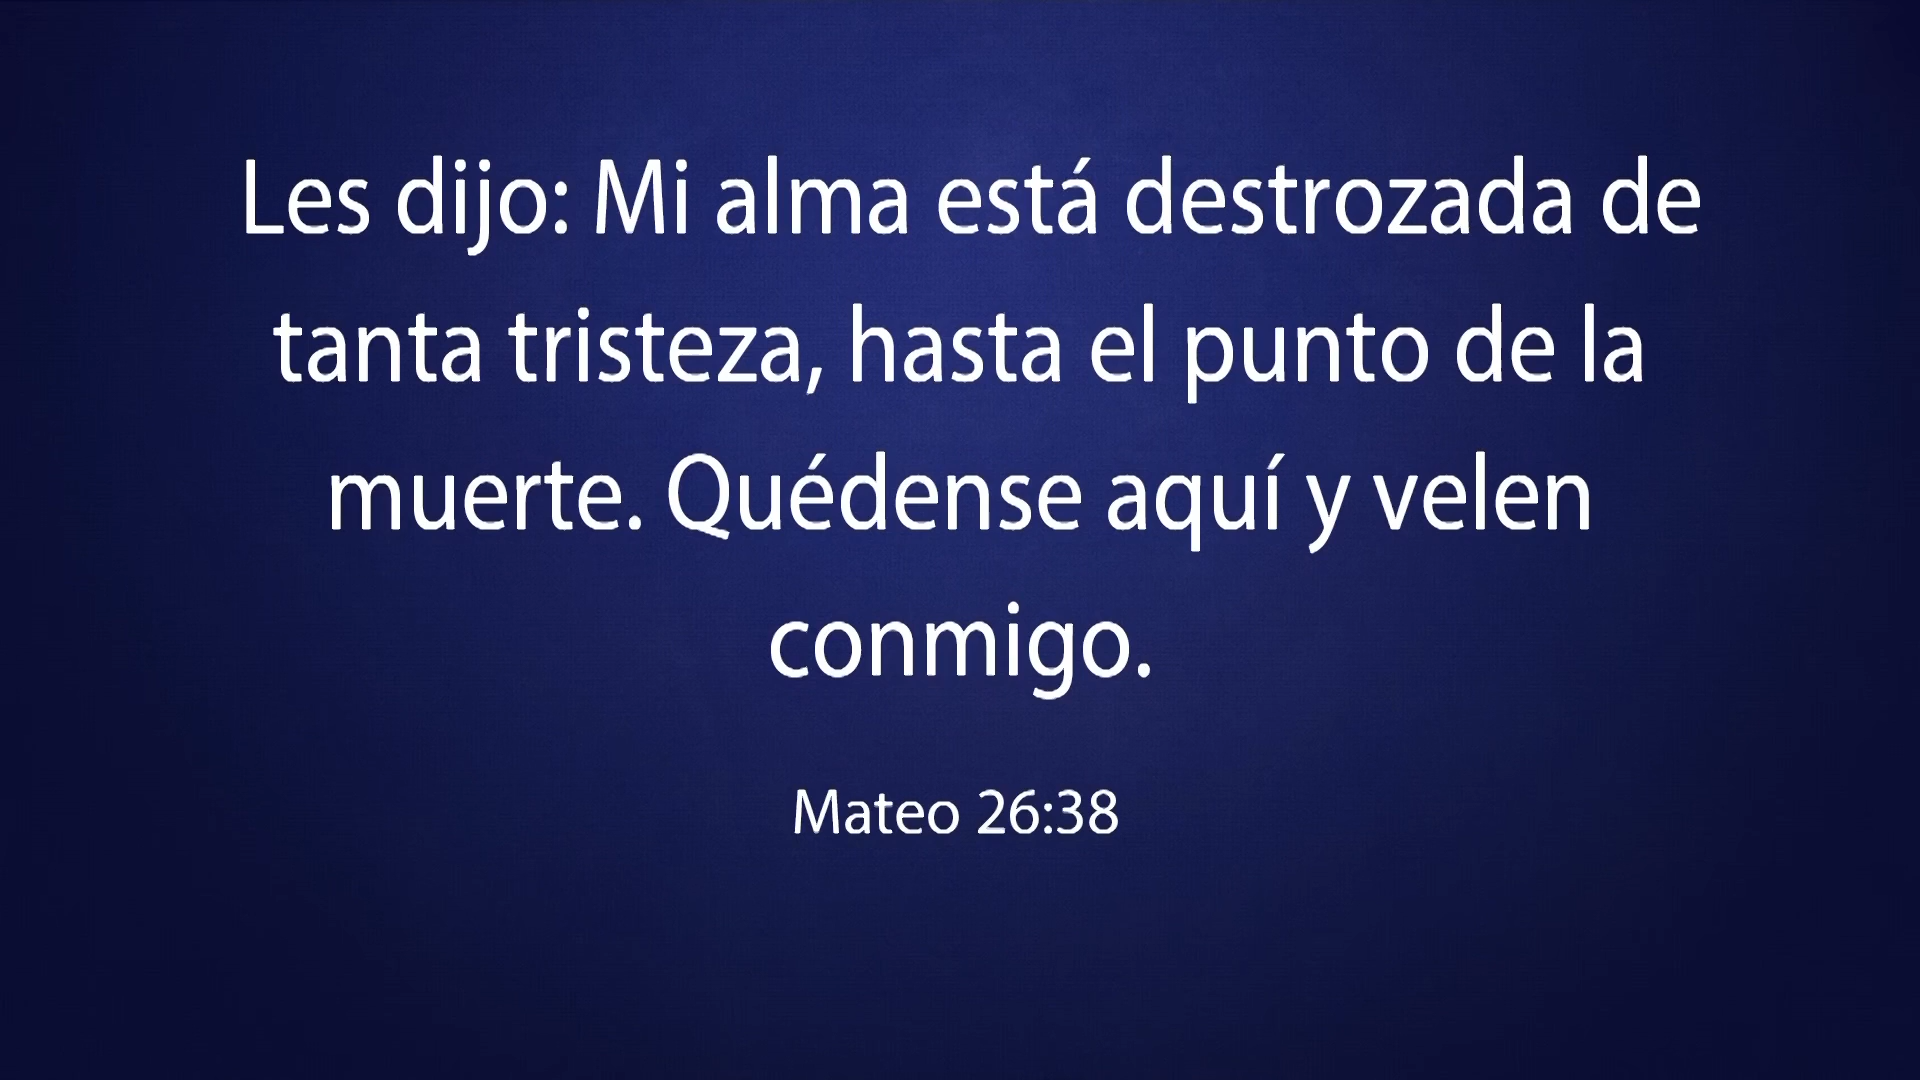 Les dijo: Mi alma está destrozada de
tanta tristeza, hasta el punto de la
muerte. Quédense aquí y velen
conmigo.
Mateo 26:38